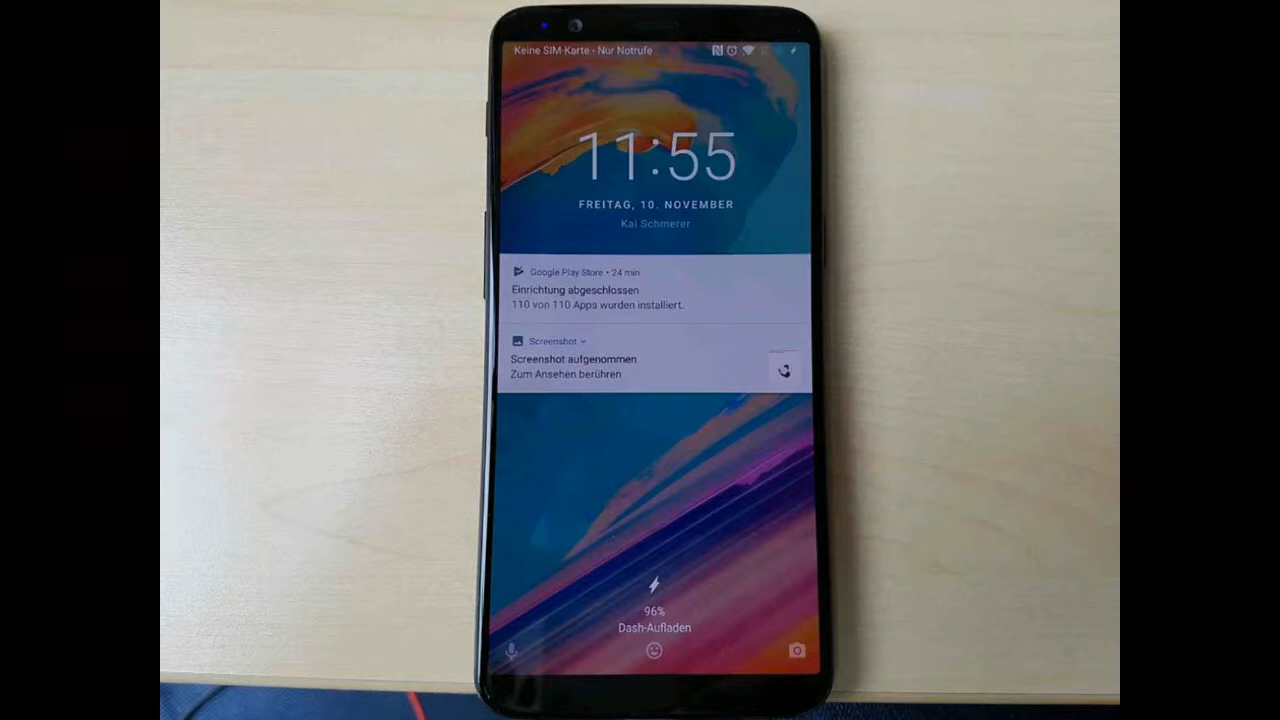 Keine SIM-Karte - Nur Notrufe
11:55
FREITAG, 10. NOVEMBER
Kai Schmerer
Google Play Store • 24 min
Einrichtung abgeschlossen
110 von 110 Apps wurden installiert.
Screenshot
Screenshot aufgenommen
Zum Ansehen berühren
96%
Dash-Aufladen